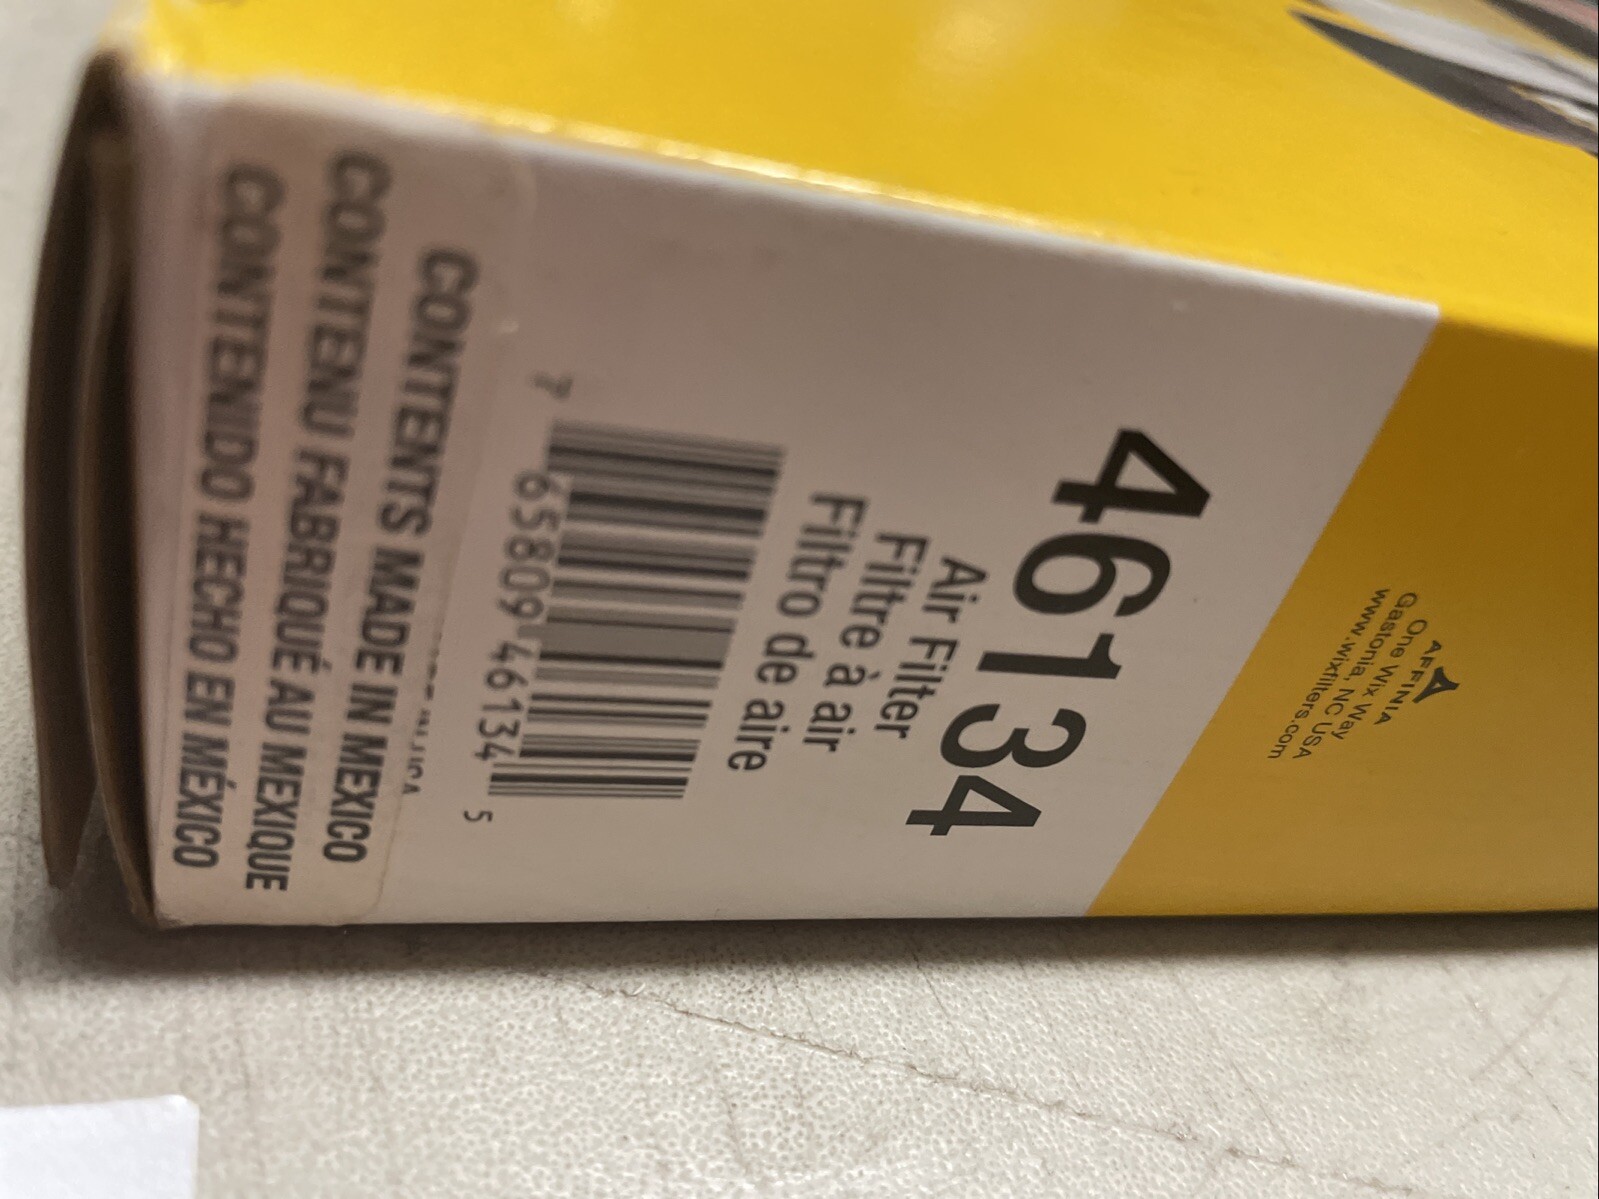 AFFINIA
One Wix Way
Gastonia, NC USA
www.wixfilters.com
46134
Air Filter
Filtre à air
Filtro de aire
7 65809 46134 5
CONTENTS MADE IN MEXICO
CONTENU FABRIQUÉ AU MEXIQUE
CONTENIDO HECHO EN MÉXICO